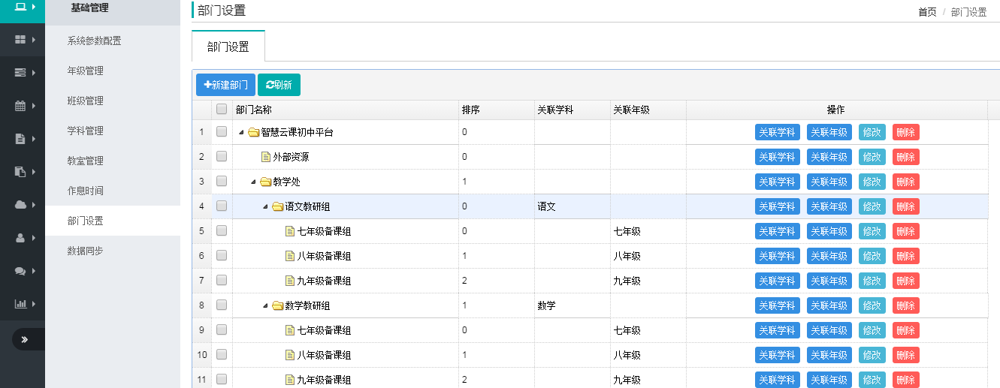 基础管理
系统参数配置
年级管理
班级管理
学科管理
教室管理
作息时间
部门设置
数据同步
部门设置
首页 / 部门设置
部门设置
新建部门 刷新
部门名称 排序 关联学科 关联年级 操作
1 智慧云课初中平台 0 关联学科 关联年级 修改 删除
2 外部资源 0 关联学科 关联年级 修改 删除
3 教学处 1 关联学科 关联年级 修改 删除
4 语文教研组 0 语文 关联学科 关联年级 修改 删除
5 七年级备课组 0 七年级 关联学科 关联年级 修改 删除
6 八年级备课组 1 八年级 关联学科 关联年级 修改 删除
7 九年级备课组 2 九年级 关联学科 关联年级 修改 删除
8 数学教研组 1 数学 关联学科 关联年级 修改 删除
9 七年级备课组 0 七年级 关联学科 关联年级 修改 删除
10 八年级备课组 1 八年级 关联学科 关联年级 修改 删除
11 九年级备课组 2 九年级 关联学科 关联年级 修改 删除